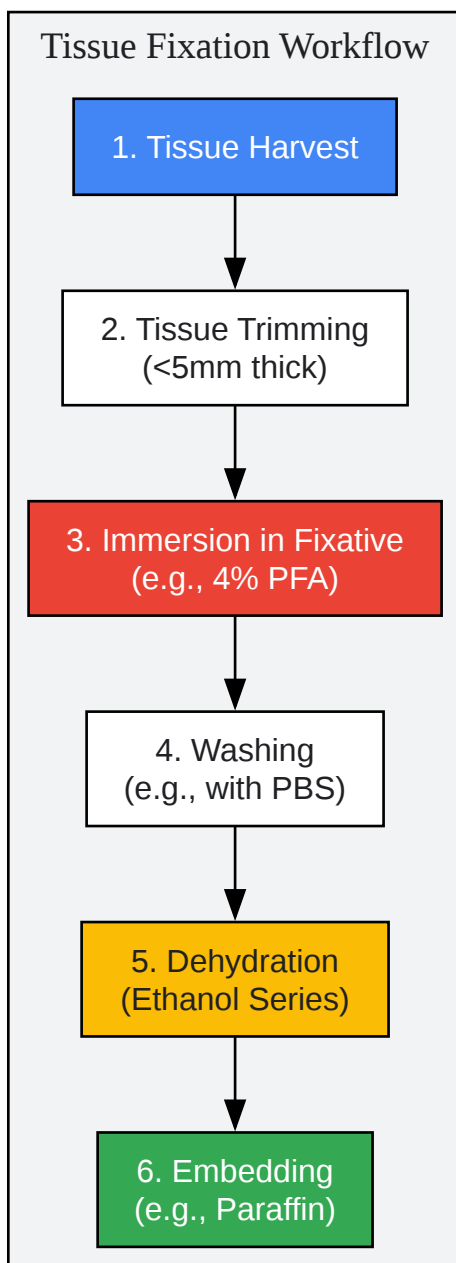 Tissue Fixation Workflow
1. Tissue Harvest
2. Tissue Trimming
(<5mm thick)
3. Immersion in Fixative
(e.g., 4% PFA)
4. Washing
(e.g., with PBS)
5. Dehydration
(Ethanol Series)
6. Embedding
(e.g., Paraffin)